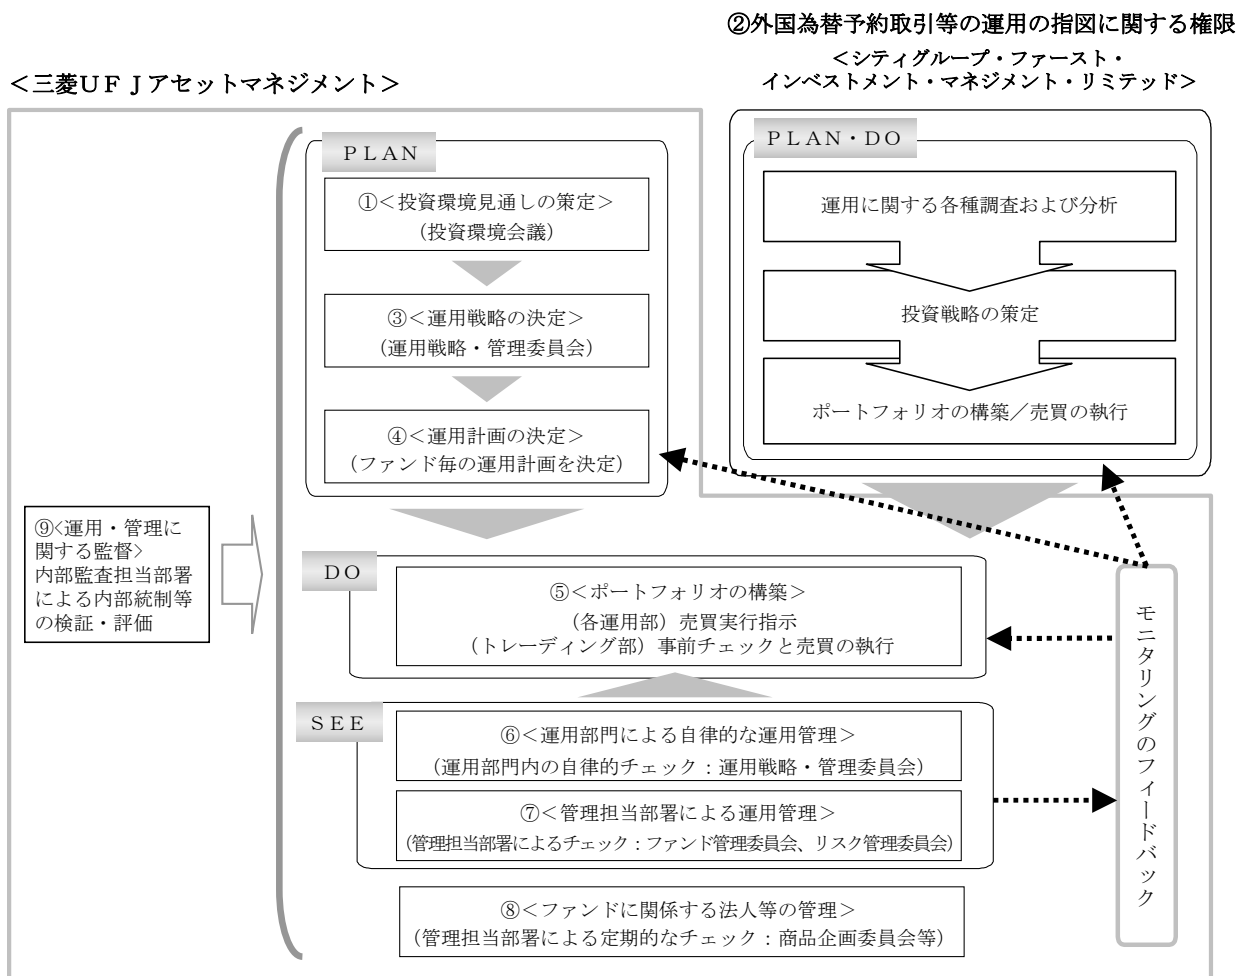 ②外国為替予約取引等の運用の指図に関する権限
＜シティグループ・ファースト・
インベストメント・マネジメント・リミテッド＞
＜三菱ＵＦＪアセットマネジメント＞
ＰＬＡＮ
①＜投資環境見通しの策定＞
（投資環境会議）
③＜運用戦略の決定＞
（運用戦略・管理委員会）
④＜運用計画の決定＞
（ファンド毎の運用計画を決定）
ＰＬＡＮ・ＤＯ
運用に関する各種調査および分析
投資戦略の策定
ポートフォリオの構築／売買の執行
⑨<運用・管理に
関する監督>
内部監査担当部署
による内部統制等
の検証・評価
ＤＯ
⑤＜ポートフォリオの構築＞
（各運用部）売買実行指示
（トレーディング部）事前チェックと売買の執行
ＳＥＥ
⑥＜運用部門による自律的な運用管理＞
（運用部門内の自律的チェック：運用戦略・管理委員会）
⑦＜管理担当部署による運用管理＞
（管理担当部署によるチェック：ファンド管理委員会、リスク管理委員会）
⑧＜ファンドに関係する法人等の管理＞
（管理担当部署による定期的なチェック：商品企画委員会等）
モニタリングのフィードバック